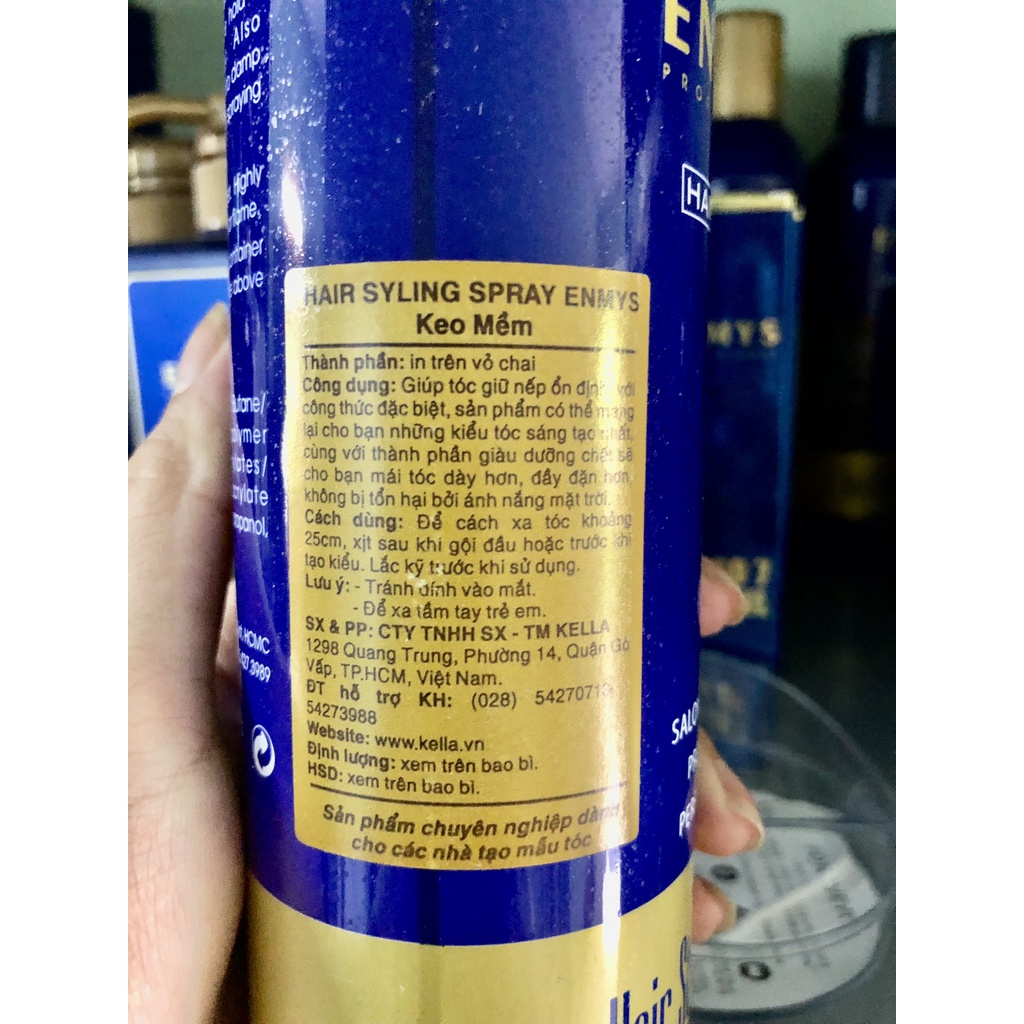 hold
Also
damp
spraying
Highly
flame,
container
above
HAIR SYLING SPRAY ENMYS
Keo Mềm
Thành phần: in trên vỏ chai
Công dụng: Giúp tóc giữ nếp ổn định với
công thức đặc biệt, sản phẩm có thể mang
lại cho bạn những kiểu tóc sáng tạo nhất,
cùng với thành phần giàu dưỡng chất sẽ
cho bạn mái tóc dày hơn, đầy đặn hơn,
không bị tổn hại bởi ánh nắng mặt trời.
Cách dùng: Để cách xa tóc khoảng
25cm, xịt sau khi gội đầu hoặc trước khi
tạo kiểu. Lắc kỹ trước khi sử dụng.
Lưu ý: - Tránh dính vào mắt.
- Để xa tầm tay trẻ em.
SX & PP: CTY TNHH SX - TM KELLA
1298 Quang Trung, Phường 14, Quận Gò
Vấp, TP.HCM, Việt Nam.
ĐT hỗ trợ KH: (028) 5427071
54273988
Website: www.kella.vn
Định lượng: xem trên bao bì.
HSD: xem trên bao bì.
Sản phẩm chuyên nghiệp dành
cho các nhà tạo mẫu tóc
HCMC
427.3989
EN
PRO
HA
MYS
SALO
Hair